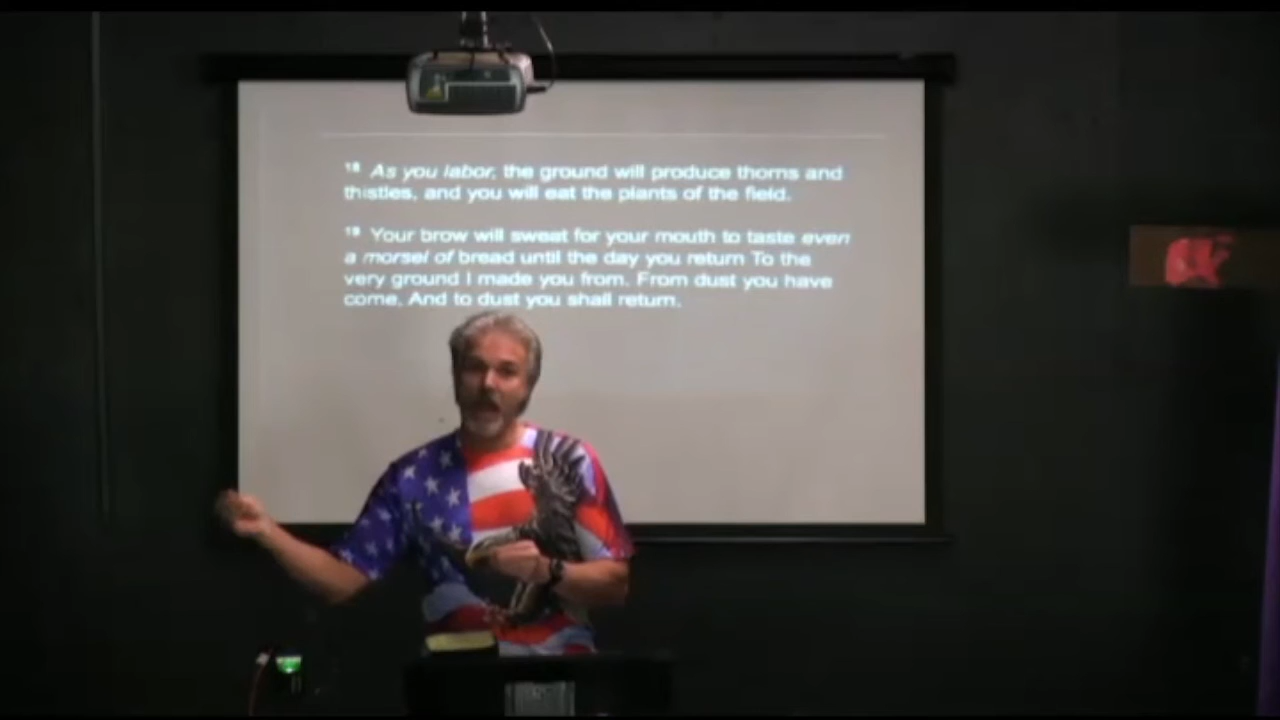 18 As you labor, the ground will produce thorns and
thistles, and you will eat the plants of the field.
19 Your brow will sweat for your mouth to taste even
a morsel of bread until the day you return To the
very ground I made you from. From dust you have
come, And to dust you shall return.